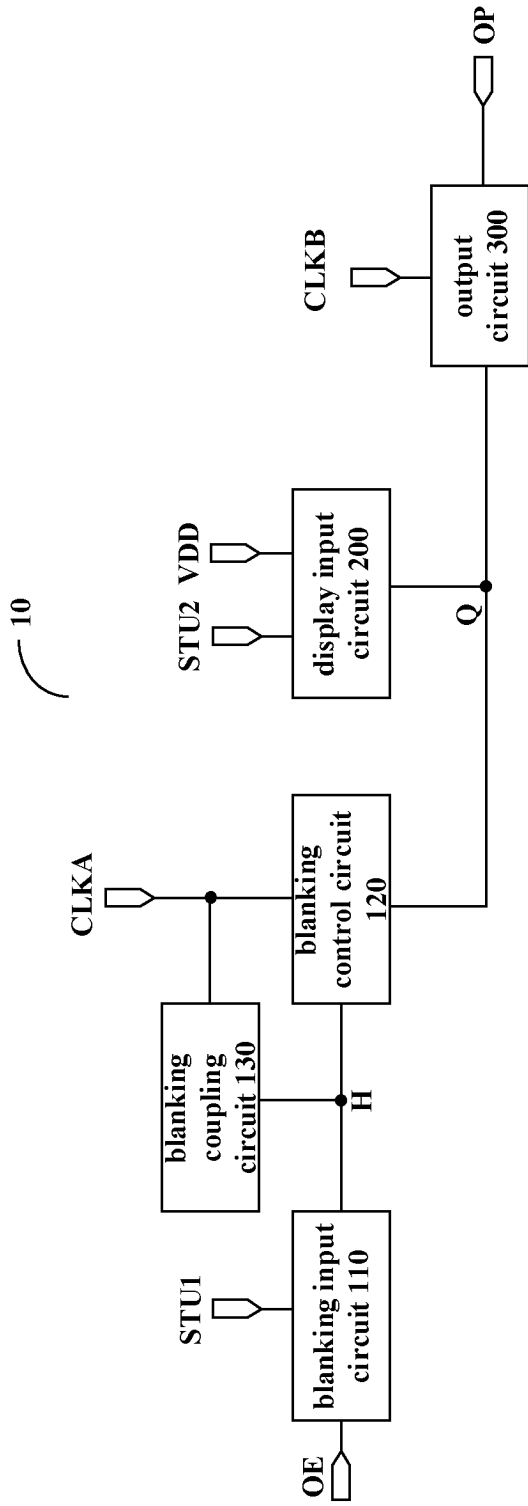 10
CLKA
STU2
VDD
CLKB
STU1
blanking
coupling
circuit 130
OE
blanking input
circuit 110
H
blanking
control circuit
120
display input
circuit 200
Q
output
circuit 300
OP